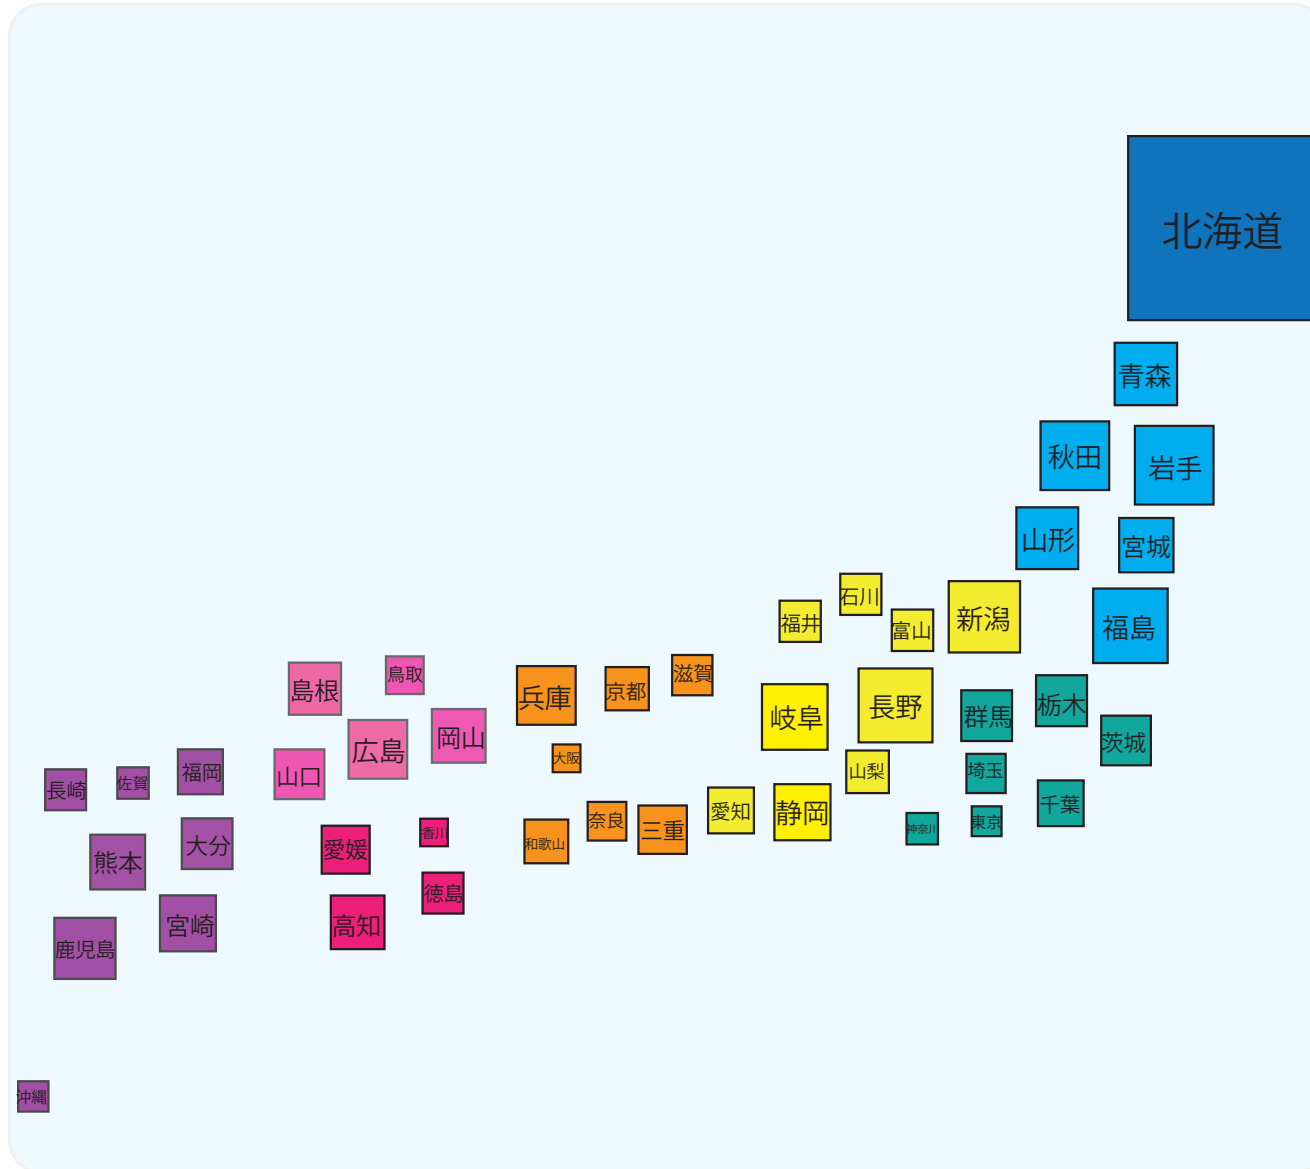 北海道
青森
秋田
岩手
山形
宮城
石川
新潟
福井
富山
福島
鳥取
滋賀
島根
兵庫
京都
岐阜
長野
群馬
栃木
岡山
広島
茨城
大阪
福岡
山口
山梨
埼玉
長崎
佐賀
愛知
静岡
千葉
奈良
三重
神奈川
東京
香川
和歌山
大分
愛媛
熊本
徳島
宮崎
高知
鹿児島
沖縄